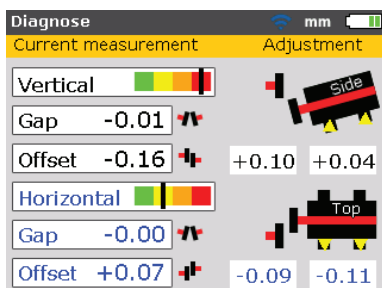 Diagnose mm
Current measurement Adjustment
Vertical Side
Gap -0.01
Offset -0.16 +0.10 +0.04
Horizontal Top
Gap -0.00
Offset +0.07 -0.09 -0.11